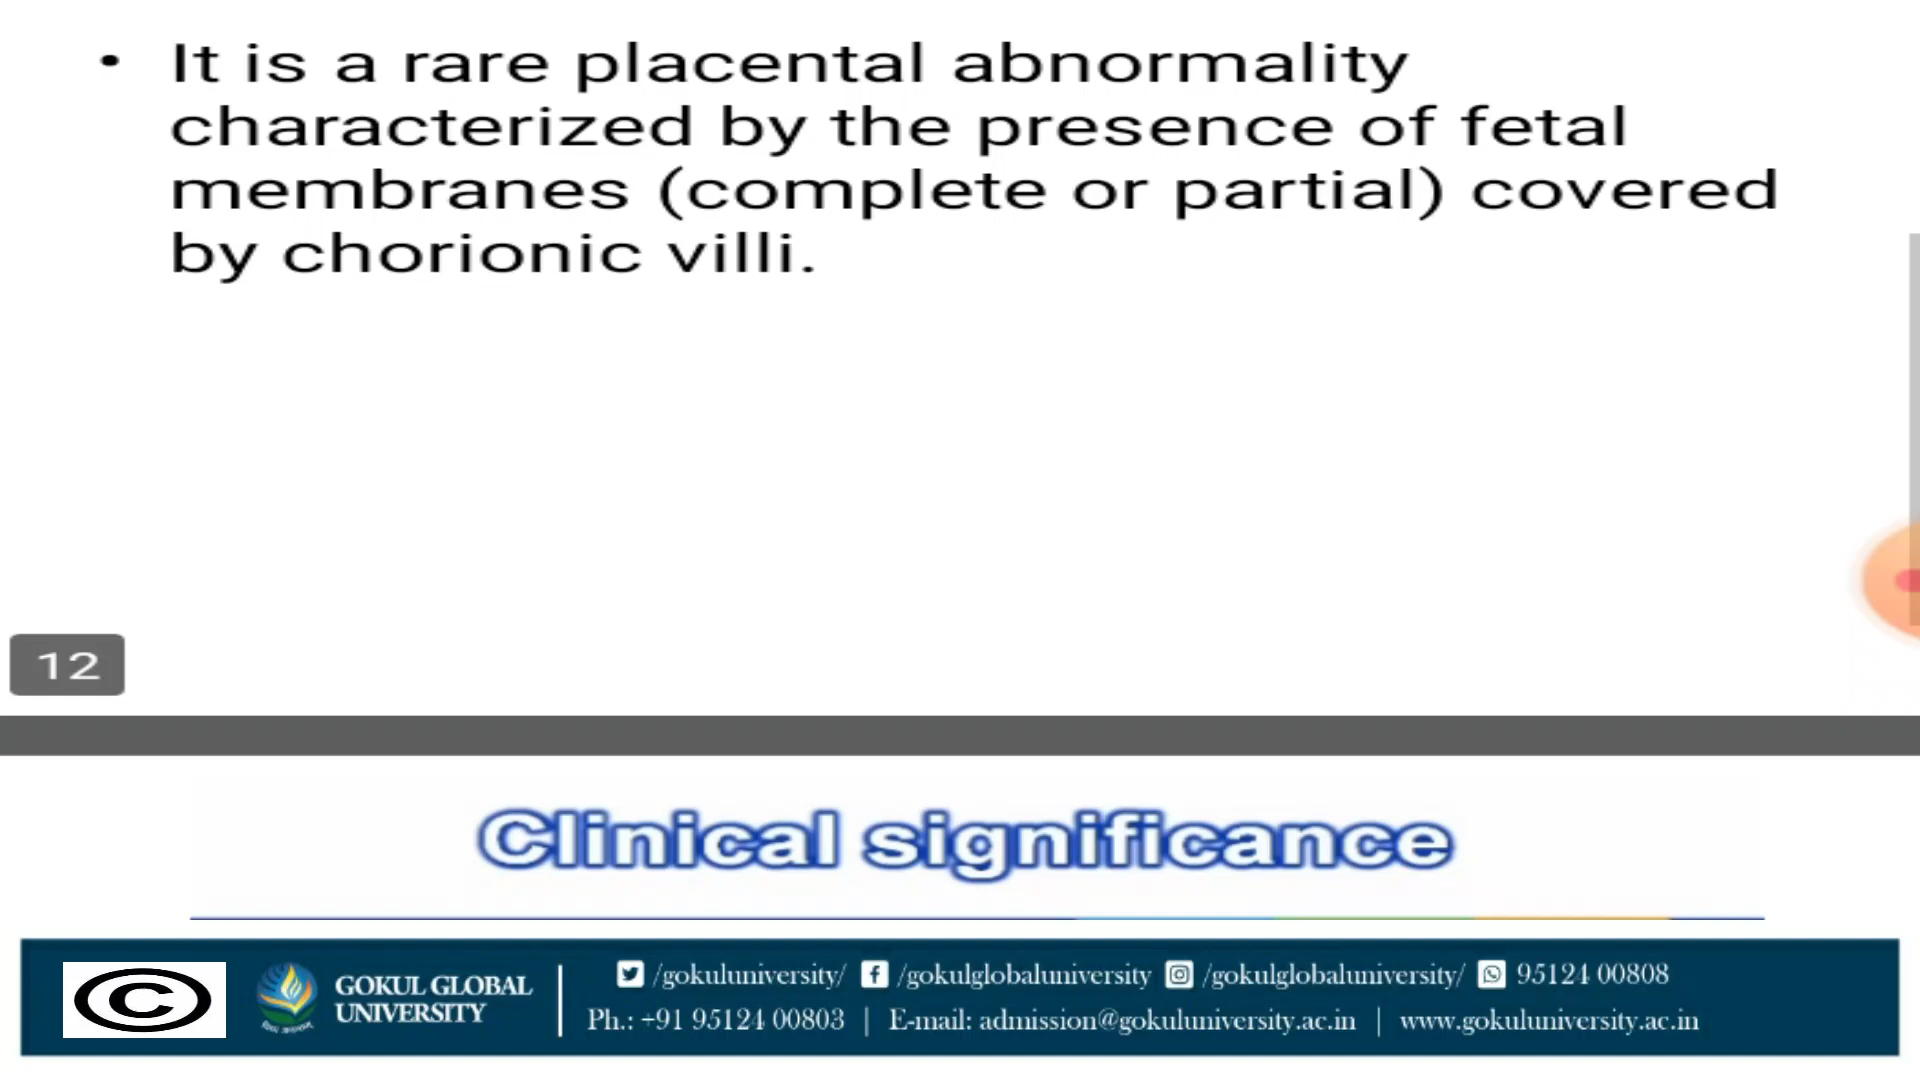 • It is a rare placental abnormality
characterized by the presence of fetal
membranes (complete or partial) covered
by chorionic villi.
12
Clinical significance
©
GOKUL GLOBAL
UNIVERSITY
/gokuluniversity/ /gokulglobaluniversity /gokulglobaluniversity/ 95124 00808
Ph.: +91 95124 00803 | E-mail: admission@gokuluniversity.ac.in | www.gokuluniversity.ac.in